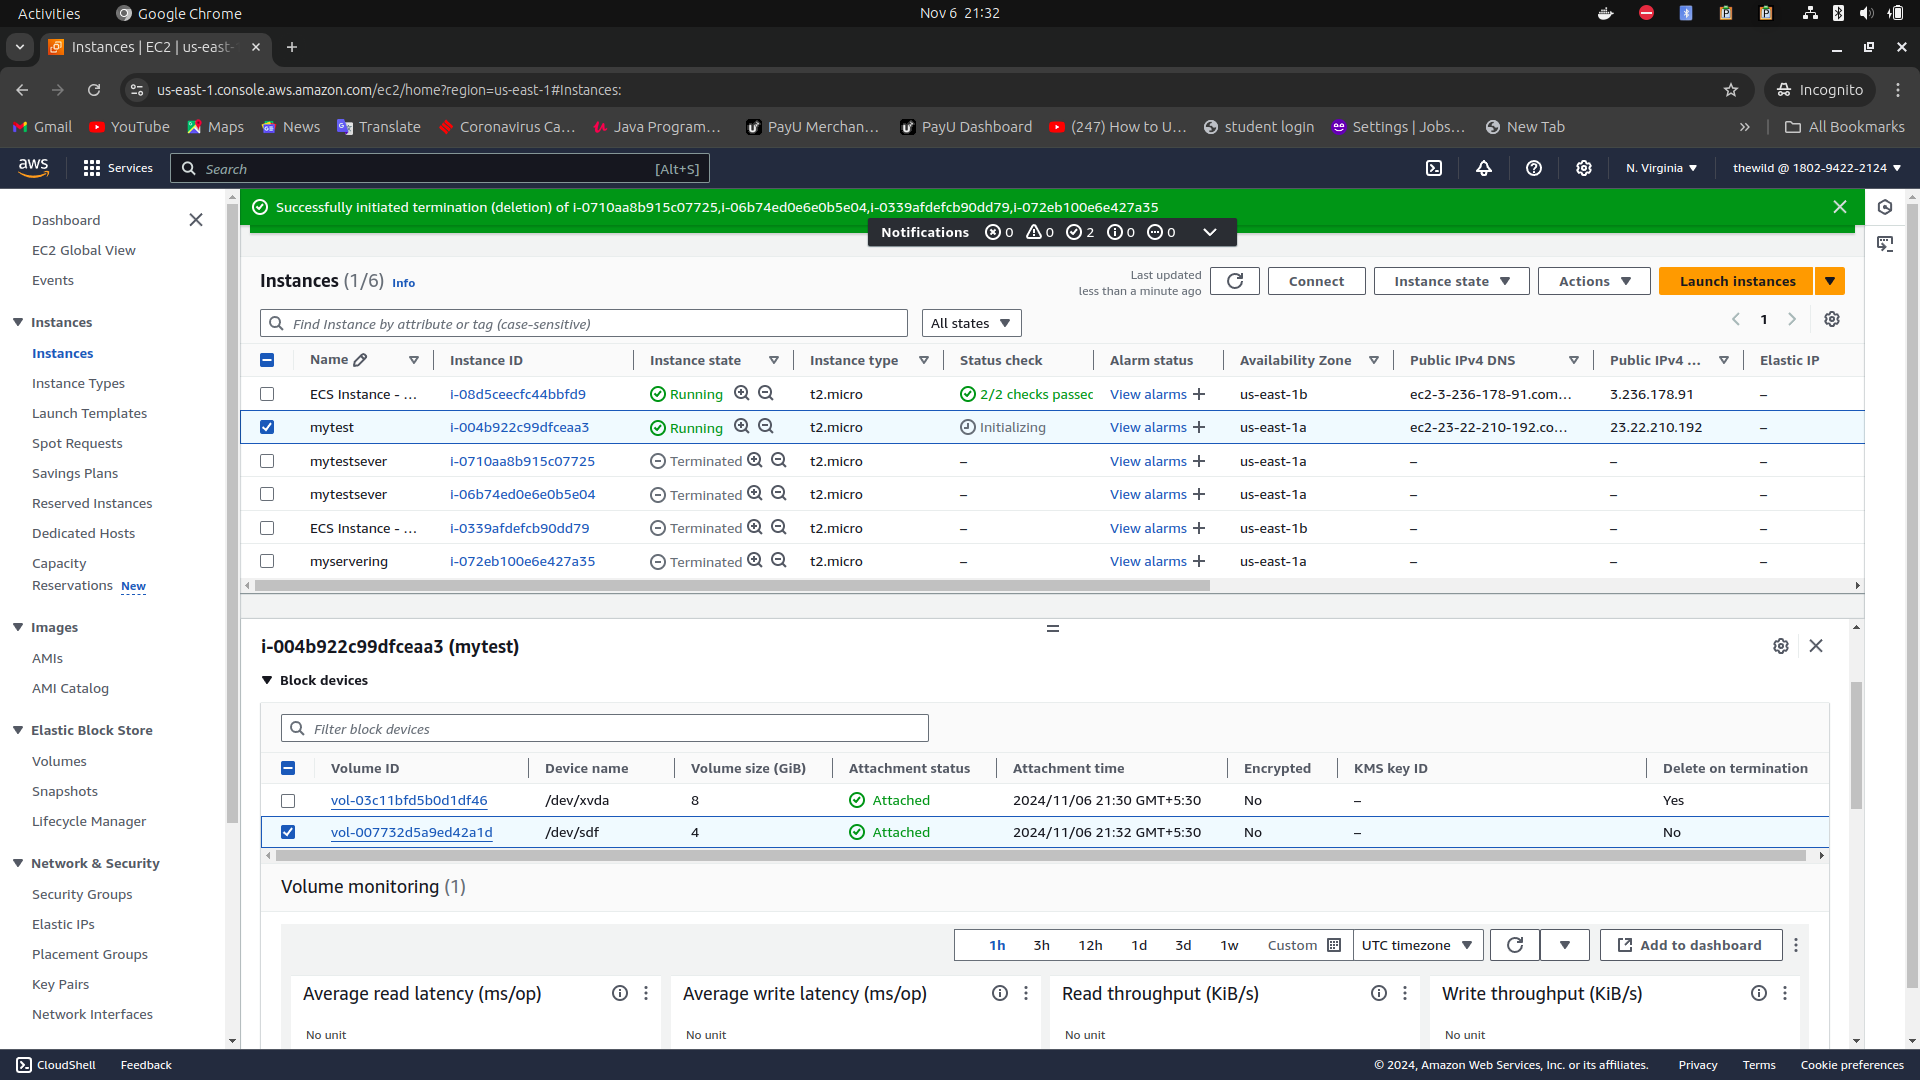 Activities
Google Chrome
Nov 6 21:32
Instances | EC2 | us-east-
us-east-1.console.aws.amazon.com/ec2/home?region=us-east-1#Instances:
Incognito
Gmail
YouTube
Maps
News
Translate
Coronavirus Ca...
Java Program...
PayU Merchan...
PayU Dashboard
(247) How to U...
student login
Settings | Jobs...
New Tab
All Bookmarks
aws
Services
Search
[Alt+S]
N. Virginia
thewild @ 1802-9422-2124
Dashboard
EC2 Global View
Events
Instances
Instances
Instance Types
Launch Templates
Spot Requests
Savings Plans
Reserved Instances
Dedicated Hosts
Capacity
Reservations New
Images
AMIs
AMI Catalog
Elastic Block Store
Volumes
Snapshots
Lifecycle Manager
Network & Security
Security Groups
Elastic IPs
Placement Groups
Key Pairs
Network Interfaces
Successfully initiated termination (deletion) of i-0710aa8b915c07725,i-06b74ed0e6e0b5e04,i-0339afdefcb90dd79,i-072eb100e6e427a35
Notifications 0 0 2 0 0
Instances (1/6) Info
Last updated
less than a minute ago
Connect
Instance state
Actions
Launch instances
Find Instance by attribute or tag (case-sensitive)
All states
1
Name Instance ID Instance state Instance type Status check Alarm status Availability Zone Public IPv4 DNS Public IPv4 ... Elastic IP
ECS Instance - ... i-08d5ceecfc44bbfd9 Running t2.micro 2/2 checks passec View alarms us-east-1b ec2-3-236-178-91.com... 3.236.178.91 –
mytest i-004b922c99dfceaa3 Running t2.micro Initializing View alarms us-east-1a ec2-23-22-210-192.co... 23.22.210.192 –
mytestsever i-0710aa8b915c07725 Terminated t2.micro – View alarms us-east-1a – – –
mytestsever i-06b74ed0e6e0b5e04 Terminated t2.micro – View alarms us-east-1a – – –
ECS Instance - ... i-0339afdefcb90dd79 Terminated t2.micro – View alarms us-east-1b – – –
myservering i-072eb100e6e427a35 Terminated t2.micro – View alarms us-east-1a – – –
i-004b922c99dfceaa3 (mytest)
Block devices
Filter block devices
Volume ID Device name Volume size (GiB) Attachment status Attachment time Encrypted KMS key ID Delete on termination
vol-03c11bfd5b0d1df46 /dev/xvda 8 Attached 2024/11/06 21:30 GMT+5:30 No – Yes
vol-007732d5a9ed42a1d /dev/sdf 4 Attached 2024/11/06 21:32 GMT+5:30 No – No
Volume monitoring (1)
1h 3h 12h 1d 3d 1w Custom UTC timezone Add to dashboard
Average read latency (ms/op)
No unit
Average write latency (ms/op)
No unit
Read throughput (KiB/s)
No unit
Write throughput (KiB/s)
No unit
CloudShell
Feedback
© 2024, Amazon Web Services, Inc. or its affiliates.
Privacy
Terms
Cookie preferences